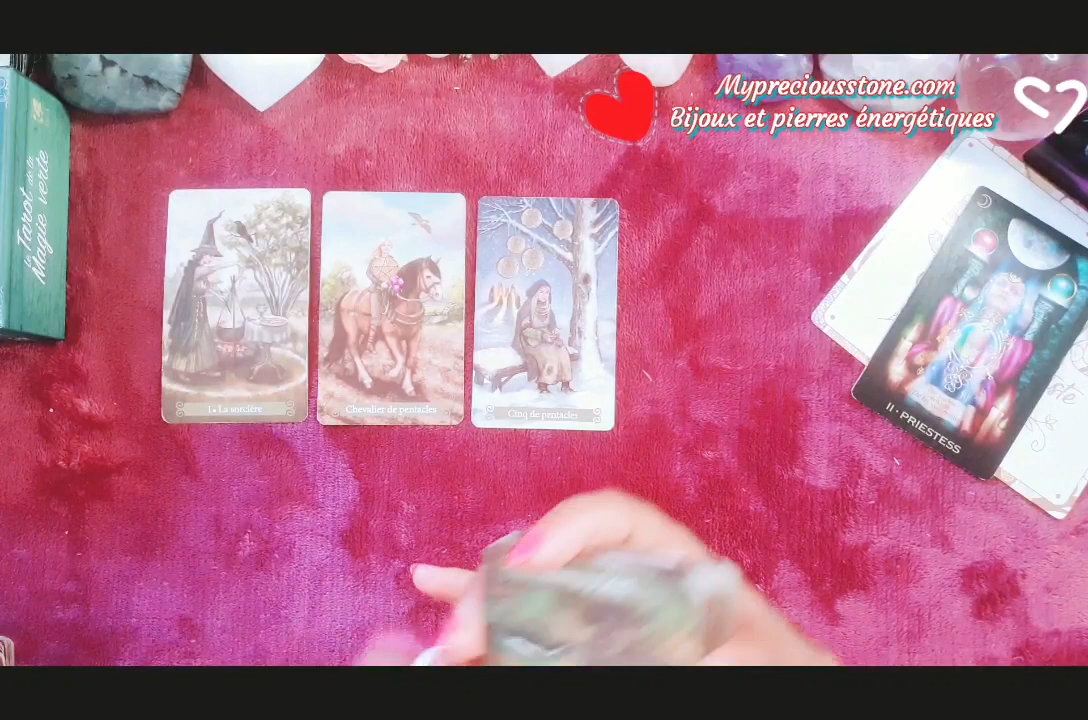 Mypreciousstone.com
Bijoux et pierres énergétiques
le Tarot de la
Magie verte
1. La sorcière
Chevalier de pentacles
Cinq de pentacles
II · PRIESTESS